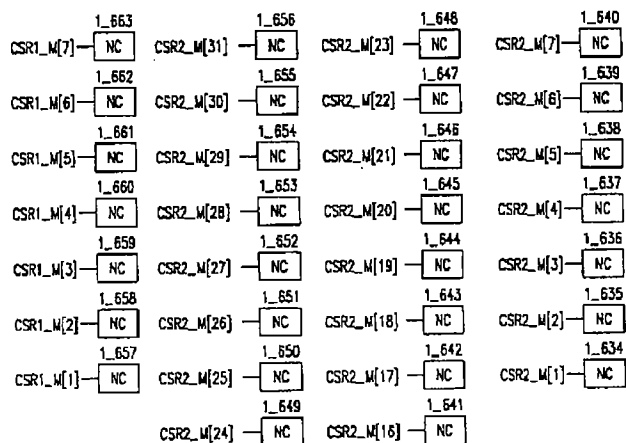 1_663 1_656 1_648 1_640
CSR1_M[7] NC CSR2_M[31] NC CSR2_M[23] NC CSR2_M[7] NC
1_662 1_655 1_647 1_639
CSR1_M[6] NC CSR2_M[30] NC CSR2_M[22] NC CSR2_M[6] NC
1_661 1_654 1_646 1_638
CSR1_M[5] NC CSR2_M[29] NC CSR2_M[21] NC CSR2_M[5] NC
1_660 1_653 1_645 1_637
CSR1_M[4] NC CSR2_M[28] NC CSR2_M[20] NC CSR2_M[4] NC
1_659 1_652 1_644 1_636
CSR1_M[3] NC CSR2_M[27] NC CSR2_M[19] NC CSR2_M[3] NC
1_658 1_651 1_643 1_635
CSR1_M[2] NC CSR2_M[26] NC CSR2_M[18] NC CSR2_M[2] NC
1_657 1_650 1_642 1_634
CSR1_M[1] NC CSR2_M[25] NC CSR2_M[17] NC CSR2_M[1] NC
1_649 1_641
CSR2_M[24] NC CSR2_M[16] NC